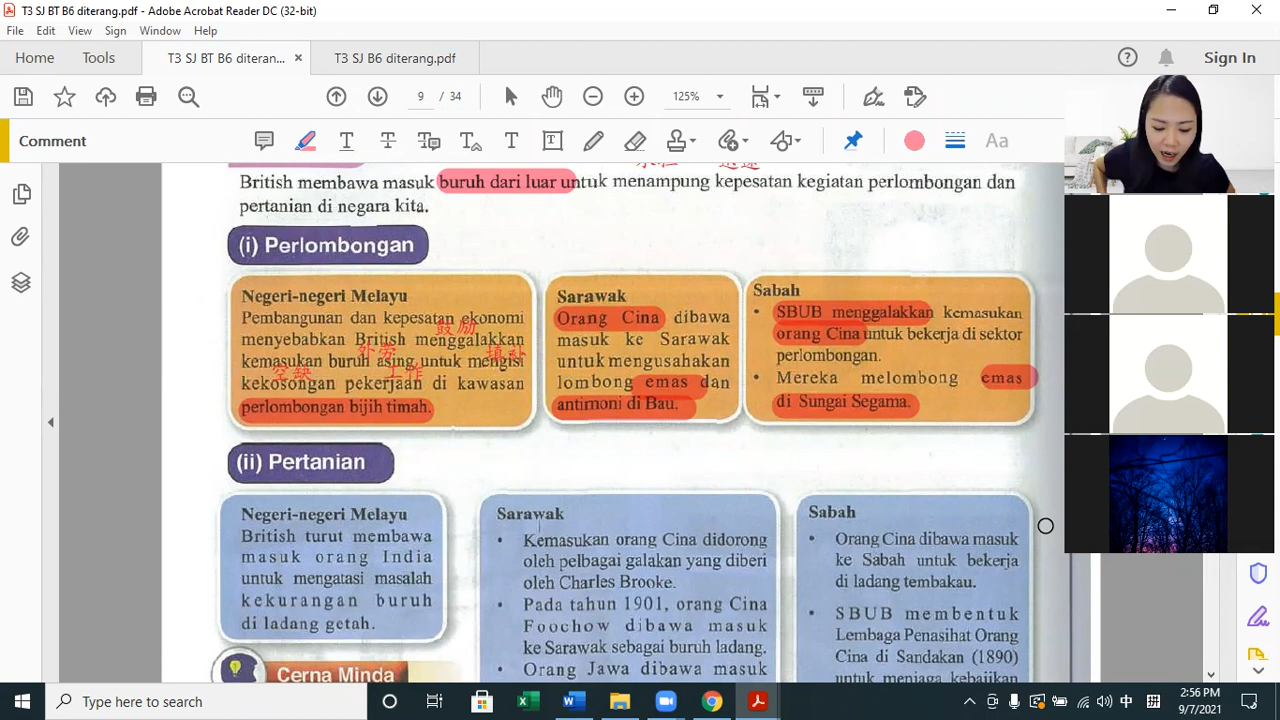 T3 SJ BT B6 diterang.pdf - Adobe Acrobat Reader DC (32-bit)
File Edit View Sign Window Help
Home Tools T3 SJ BT B6 diteran... × T3 SJ BT B6 diterang.pdf Sign In
9 / 34 125%
Comment
British membawa masuk buruh dari luar untuk menampung kepesatan kegiatan perlombongan dan
pertanian di negara kita.
(i) Perlombongan
Negeri-negeri Melayu
Pembangunan dan kepesatan ekonomi
鼓励
menyebabkan British menggalakkan
外劳 填补
kemasukan buruh asing untuk mengisi
空缺 工作
kekosongan pekerjaan di kawasan
perlombongan bijih timah.
Sarawak
Orang Cina dibawa
masuk ke Sarawak
untuk mengusahakan
lombong emas dan
antimoni di Bau.
Sabah
• SBUB menggalakkan kemasukan
orang Cina untuk bekerja di sektor
perlombongan.
• Mereka melombong emas
di Sungai Segama.
(ii) Pertanian
Negeri-negeri Melayu
British turut membawa
masuk orang India
untuk mengatasi masalah
kekurangan buruh
di ladang getah.
Sarawak
• Kemasukan orang Cina didorong
oleh pelbagai galakan yang diberi
oleh Charles Brooke.
• Pada tahun 1901, orang Cina
Foochow dibawa masuk
ke Sarawak sebagai buruh ladang.
• Orang Jawa dibawa masuk
Sabah
• Orang Cina dibawa masuk
ke Sabah untuk bekerja
di ladang tembakau.
• SBUB membentuk
Lembaga Penasihat Orang
Cina di Sandakan (1890)
untuk menjaga kebajikan
Cerna Minda
Type here to search
中 拼
2:56 PM
9/7/2021